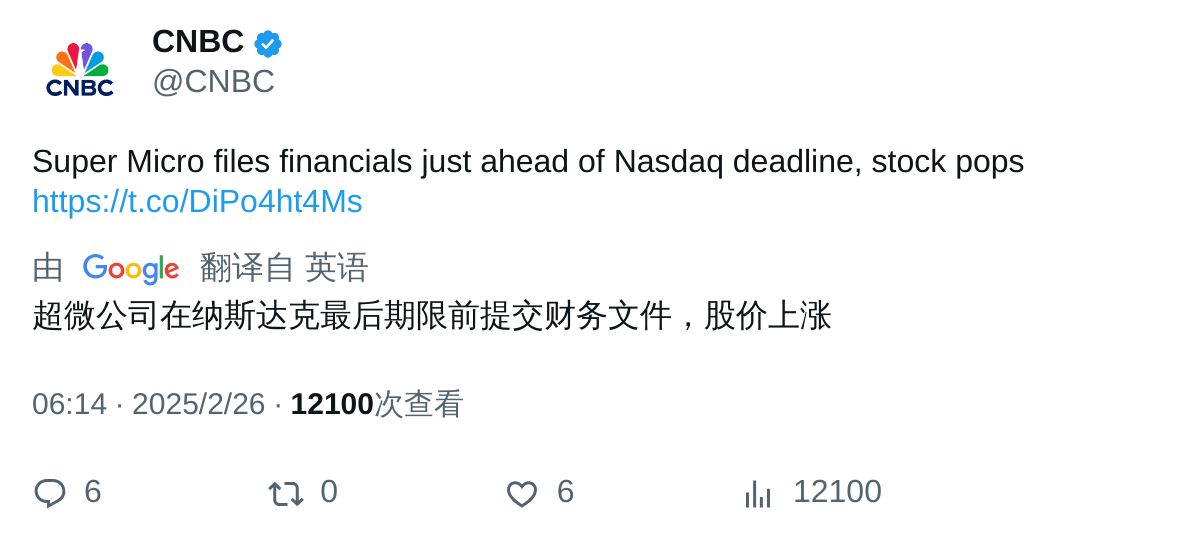 CNBC
CNBC
@CNBC
Super Micro files financials just ahead of Nasdaq deadline, stock pops
https://t.co/DiPo4ht4Ms
由 Google 翻译自 英语
超微公司在纳斯达克最后期限前提交财务文件，股价上涨
06:14 · 2025/2/26 · 12100次查看
6 0 6 12100